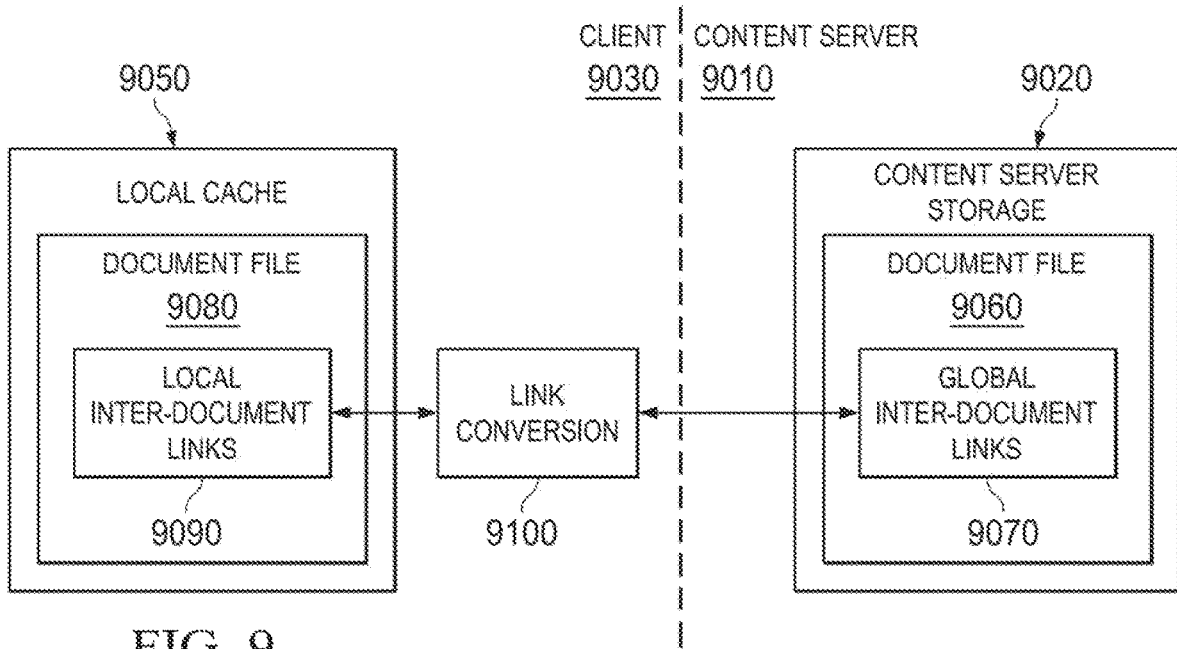 CLIENT
9030
CONTENT SERVER
9010
9050
LOCAL CACHE
DOCUMENT FILE
9080
LOCAL
INTER-DOCUMENT
LINKS
9090
LINK
CONVERSION
9100
9020
CONTENT SERVER
STORAGE
DOCUMENT FILE
9060
GLOBAL
INTER-DOCUMENT
LINKS
9070
FIG. 9